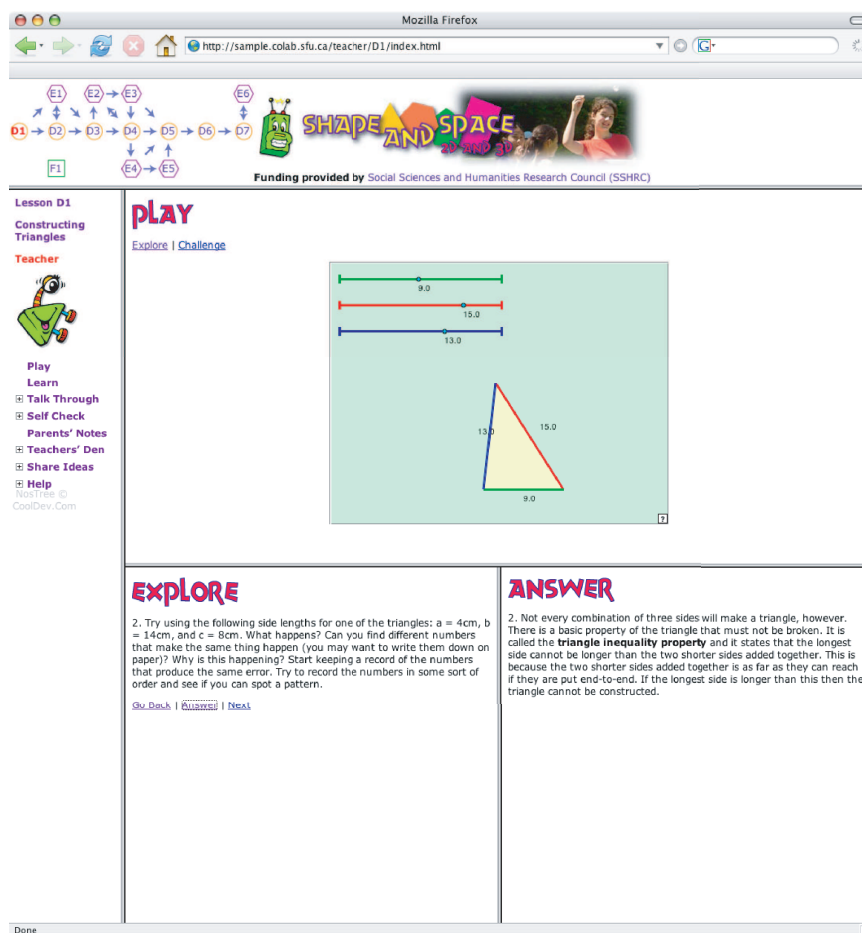 Mozilla Firefox
http://sample.colab.sfu.ca/teacher/D1/index.html
G
E1 E2 E3 E6
D1 D2 D3 D4 D5 D6 D7
F1 E4 E5
SHAPE AND SPACE
2D AND 3D
Funding provided by Social Sciences and Humanities Research Council (SSHRC)
Lesson D1
Constructing
Triangles
Teacher
Play
Learn
Talk Through
Self Check
Parents' Notes
Teachers' Den
Share Ideas
Help
NosTree ©
CoolDev.Com
PLAY
Explore | Challenge
9.0
15.0
13.0
13.0
15.0
9.0
?
EXPLORE
2. Try using the following side lengths for one of the triangles: a = 4cm, b
= 14cm, and c = 8cm. What happens? Can you find different numbers
that make the same thing happen (you may want to write them down on
paper)? Why is this happening? Start keeping a record of the numbers
that produce the same error. Try to record the numbers in some sort of
order and see if you can spot a pattern.
Go Back | Answer | Next
ANSWER
2. Not every combination of three sides will make a triangle, however.
There is a basic property of the triangle that must not be broken. It is
called the triangle inequality property and it states that the longest
side cannot be longer than the two shorter sides added together. This is
because the two shorter sides added together is as far as they can reach
if they are put end-to-end. If the longest side is longer than this then the
triangle cannot be constructed.
Done